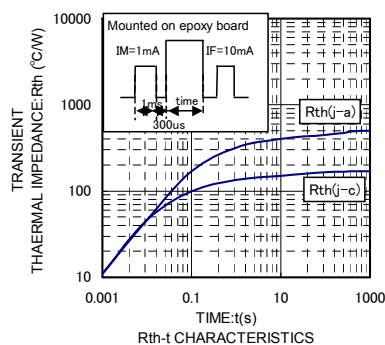 TRANSIENT
THAERMAL IMPEDANCE:Rth (℃/W)
10000
1000
100
10
Mounted on epoxy board
IM=1mA
IF=10mA
1ms
time
300us
Rth(j-a)
Rth(j-c)
0.001
0.1
10
1000
TIME:t(s)
Rth-t CHARACTERISTICS